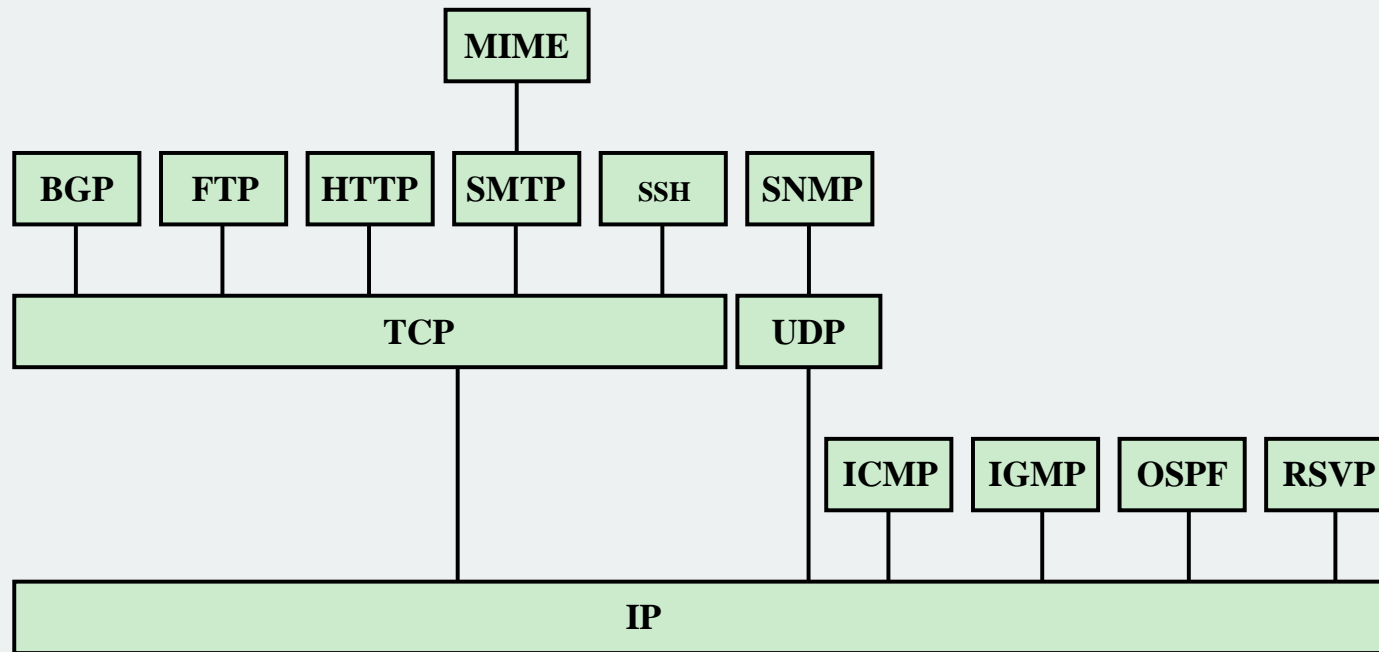 MIME
BGP FTP HTTP SMTP SSH SNMP
TCP UDP
ICMP IGMP OSPF RSVP
IP